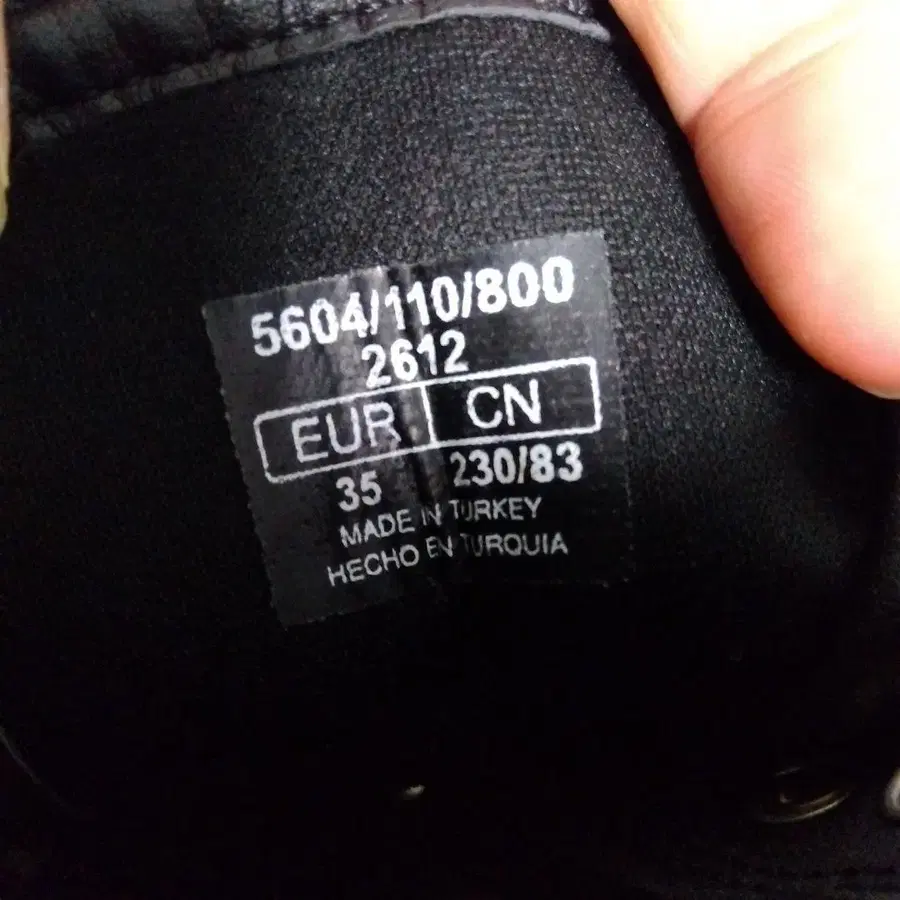 5604/110/800
2612
EUR CN
35 230/83
MADE IN TURKEY
HECHO EN TURQUIA